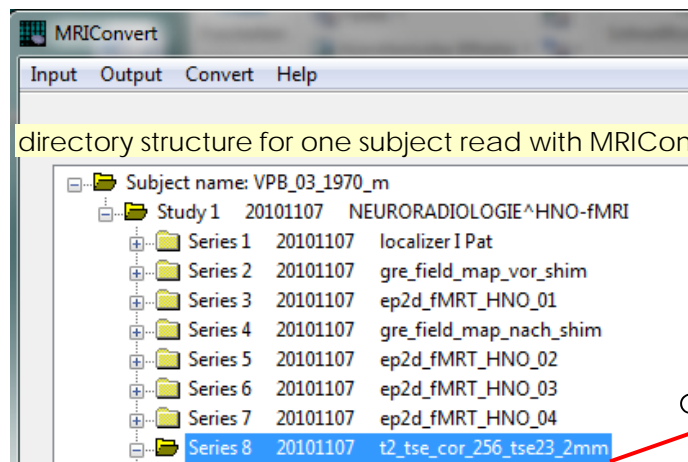 MRIConvert
Input Output Convert Help
directory structure for one subject read with MRICon
Subject name: VPB_03_1970_m
Study 1 20101107 NEURORADIOLOGIE^HNO-fMRI
Series 1 20101107 localizer I Pat
Series 2 20101107 gre_field_map_vor_shim
Series 3 20101107 ep2d_fMRT_HNO_01
Series 4 20101107 gre_field_map_nach_shim
Series 5 20101107 ep2d_fMRT_HNO_02
Series 6 20101107 ep2d_fMRT_HNO_03
Series 7 20101107 ep2d_fMRT_HNO_04
Series 8 20101107 t2_tse_cor_256_tse23_2mm